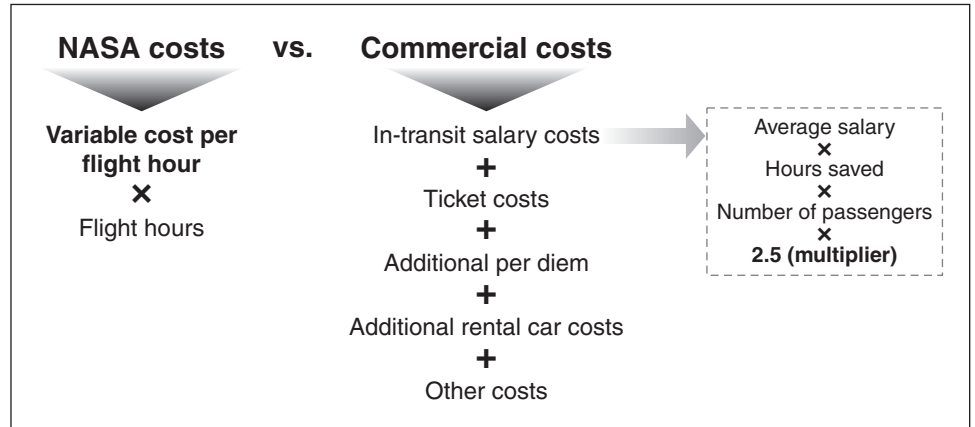 NASA costs vs. Commercial costs
Variable cost per
flight hour
×
Flight hours
In-transit salary costs
+
Ticket costs
+
Additional per diem
+
Additional rental car costs
+
Other costs
Average salary
×
Hours saved
×
Number of passengers
×
2.5 (multiplier)